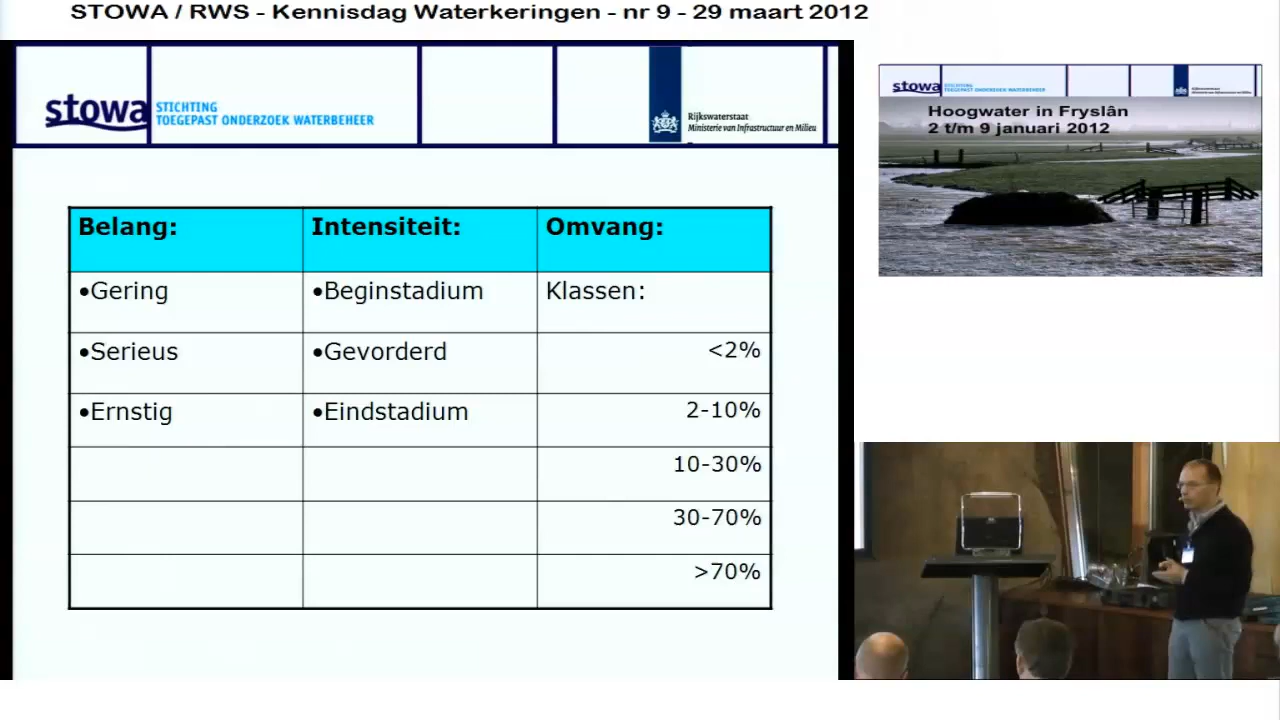 STOWA / RWS - Kennisdag Waterkeringen - nr 9 - 29 maart 2012
stowa
STICHTING
TOEGEPAST ONDERZOEK WATERBEHEER
Rijkswaterstaat
Ministerie van Infrastructuur en Milieu
Belang: Intensiteit: Omvang:
•Gering •Beginstadium Klassen:
•Serieus •Gevorderd <2%
•Ernstig •Eindstadium 2-10%
10-30%
30-70%
>70%
stowa
STICHTING
TOEGEPAST ONDERZOEK WATERBEHEER
Hoogwater in Fryslân
2 t/m 9 januari 2012